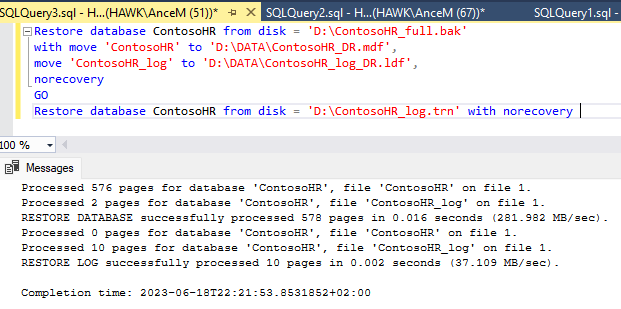 SQLQuery3.sql - H...(HAWK\AnceM (51))*
SQLQuery2.sql - H...(HAWK\AnceM (67))*
SQLQuery1.sql -
Restore database ContosoHR from disk = 'D:\ContosoHR_full.bak'
with move 'ContosoHR' to 'D:\DATA\ContosoHR_DR.mdf',
move 'ContosoHR_log' to 'D:\DATA\ContosoHR_log_DR.ldf',
norecovery
GO
Restore database ContosoHR from disk = 'D:\ContosoHR_log.trn' with norecovery
100 %
Messages
Processed 576 pages for database 'ContosoHR', file 'ContosoHR' on file 1.
Processed 2 pages for database 'ContosoHR', file 'ContosoHR_log' on file 1.
RESTORE DATABASE successfully processed 578 pages in 0.016 seconds (281.982 MB/sec).
Processed 0 pages for database 'ContosoHR', file 'ContosoHR' on file 1.
Processed 10 pages for database 'ContosoHR', file 'ContosoHR_log' on file 1.
RESTORE LOG successfully processed 10 pages in 0.002 seconds (37.109 MB/sec).
Completion time: 2023-06-18T22:21:53.8531852+02:00